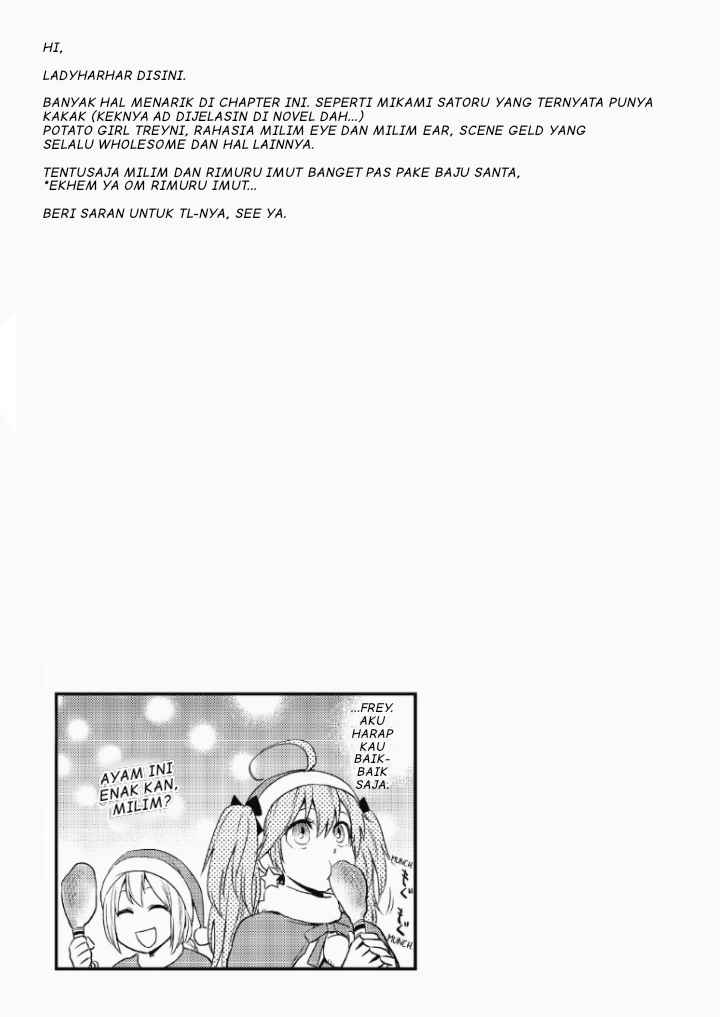 HI,
LADYHARHAR DISINI.
BANYAK HAL MENARIK DI CHAPTER INI. SEPERTI MIKAMI SATORU YANG TERNYATA PUNYA
KAKAK (KEKNYA AD DIJELASIN DI NOVEL DAH...)
POTATO GIRL TREYNI, RAHASIA MILIM EYE DAN MILIM EAR, SCENE GELD YANG
SELALU WHOLESOME DAN HAL LAINNYA.
TENTUSAJA MILIM DAN RIMURU IMUT BANGET PAS PAKE BAJU SANTA,
*EKHEM YA OM RIMURU IMUT...
BERI SARAN UNTUK TL-NYA, SEE YA.
...FREY.
AKU
HARAP
KAU
BAIK-
BAIK
SAJA.
AYAM INI
ENAK KAN,
MILIM?
MUNCH
もぐ
もぐ
MUNCH